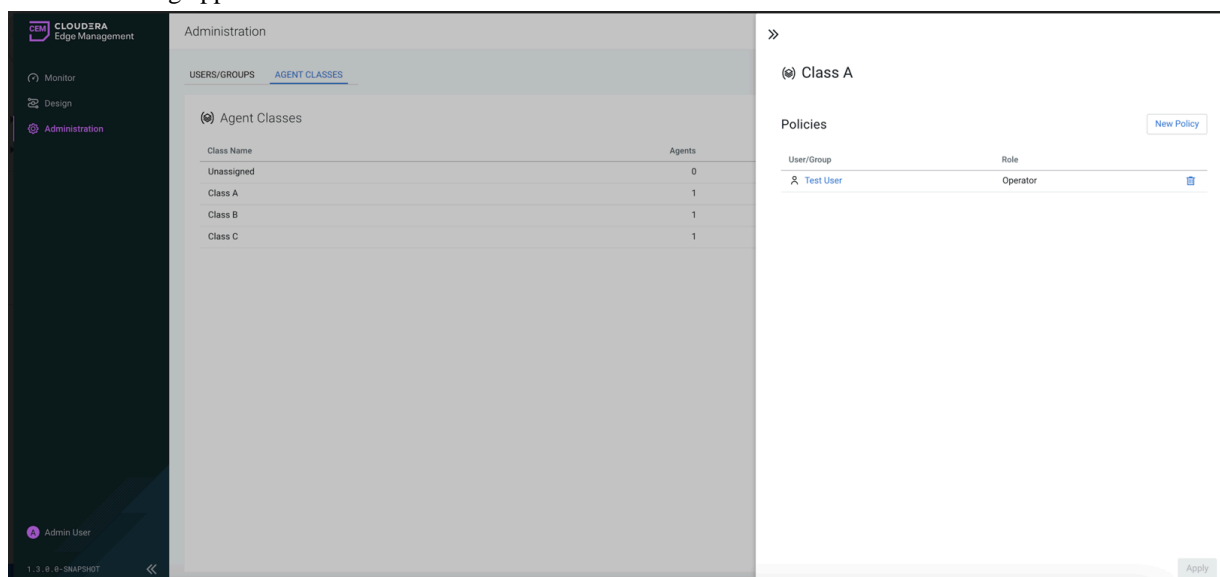 CEM CLOUDERA
Edge Management
Monitor
Design
Administration
Admin User
1.3.0.0-SNAPSHOT
Administration
USERS/GROUPS AGENT CLASSES
Agent Classes
Class Name Agents
Unassigned 0
Class A 1
Class B 1
Class C 1
Class A
Policies New Policy
User/Group Role
Test User Operator
Apply